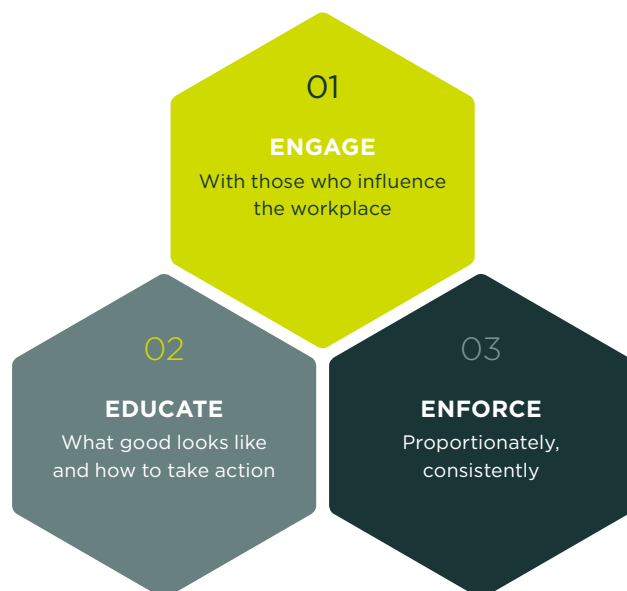 01
ENGAGE
With those who influence
the workplace
02
EDUCATE
What good looks like
and how to take action
03
ENFORCE
Proportionately,
consistently